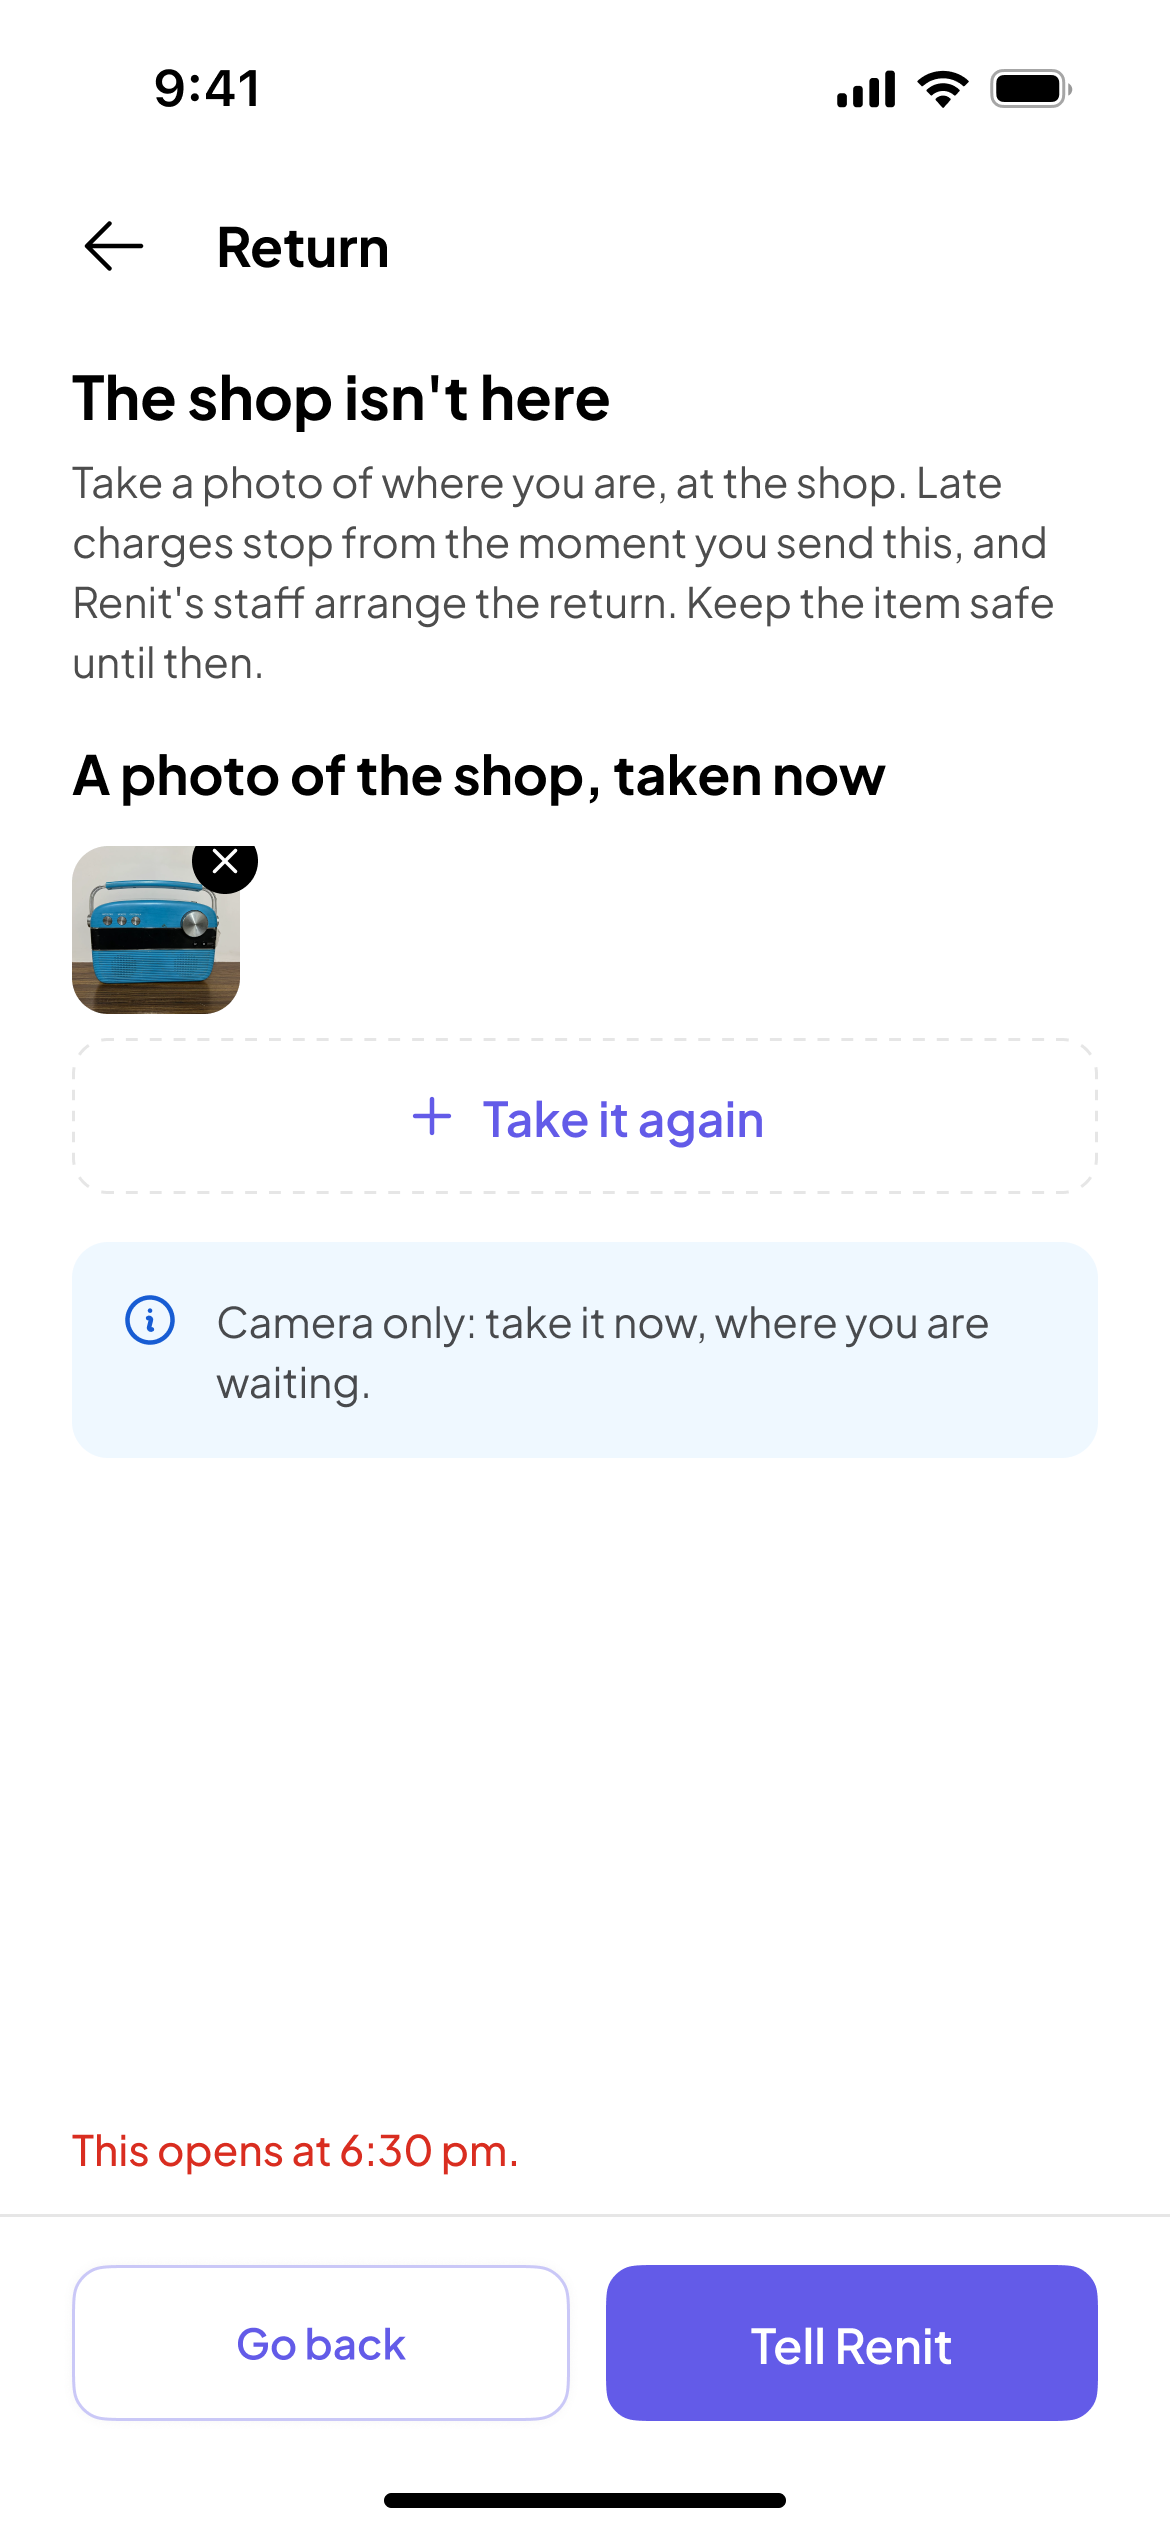 9:41
Return
The shop isn't here
Take a photo of where you are, at the shop. Late
charges stop from the moment you send this, and
Renit's staff arrange the return. Keep the item safe
until then.
A photo of the shop, taken now
Take it again
Camera only: take it now, where you are
waiting.
This opens at 6:30 pm.
Go back
Tell Renit